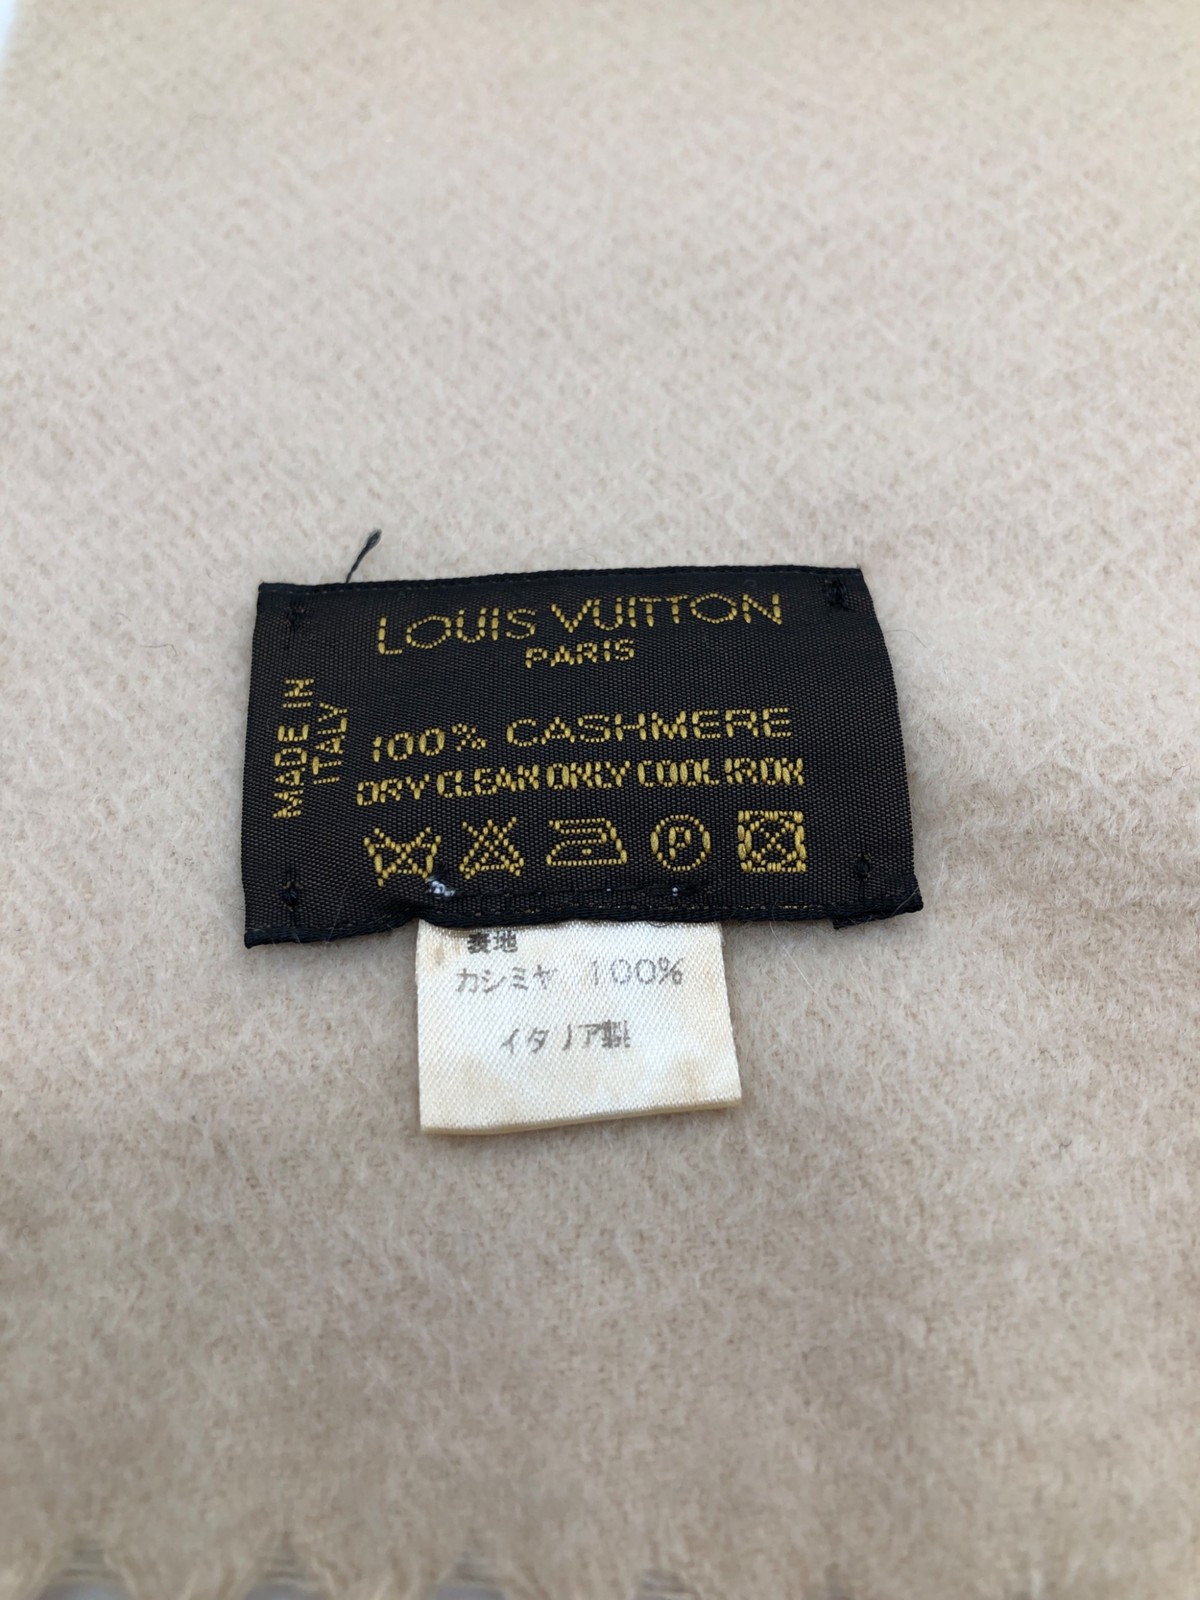 LOUIS VUITTON
PARIS
MADE IN
ITALY
100% CASHMERE
DRY CLEAN ONLY COOL IRON
P
表地
カシミヤ 100%
イタリア製